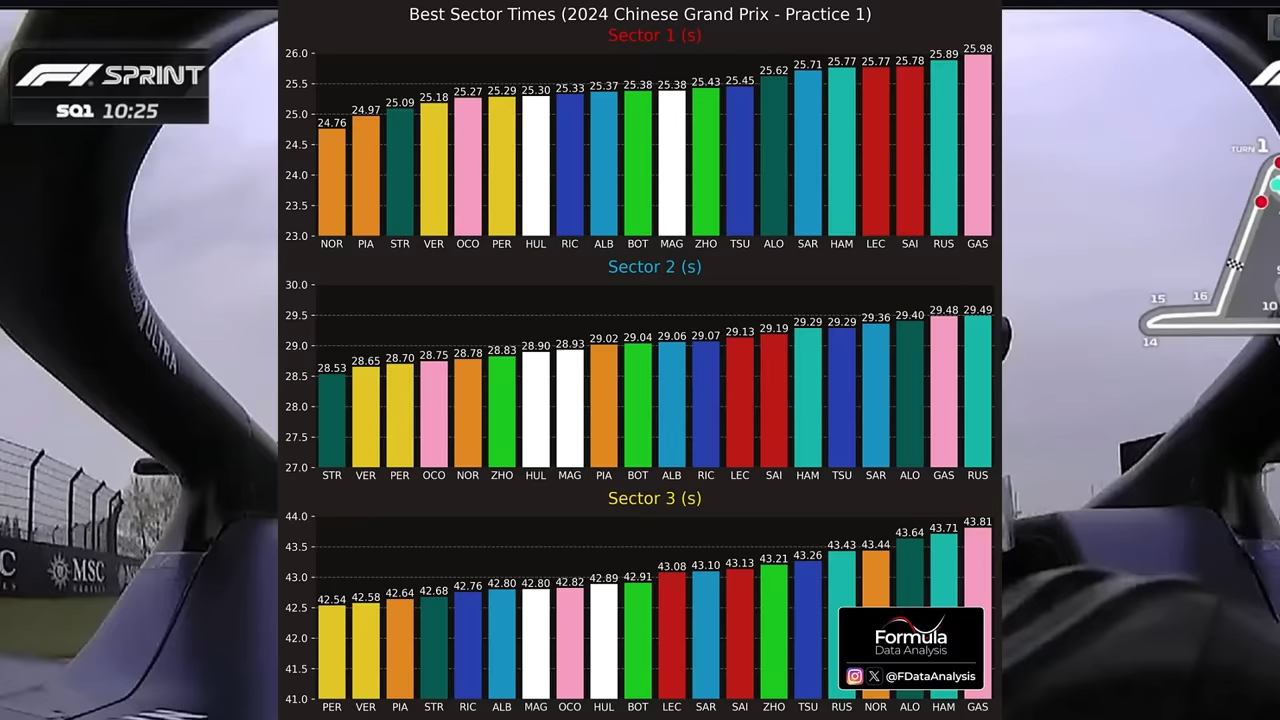 Best Sector Times (2024 Chinese Grand Prix - Practice 1)
Sector 1 (s)
26.0
25.5
25.0
24.5
24.0
23.5
23.0
24.76 24.97 25.09 25.18 25.27 25.29 25.30 25.33 25.37 25.38 25.38 25.43 25.45 25.62 25.71 25.77 25.77 25.78 25.89 25.98
NOR PIA STR VER OCO PER HUL RIC ALB BOT MAG ZHO TSU ALO SAR HAM LEC SAI RUS GAS
Sector 2 (s)
30.0
29.5
29.0
28.5
28.0
27.5
27.0
28.53 28.65 28.70 28.75 28.78 28.83 28.90 28.93 29.02 29.04 29.06 29.07 29.13 29.19 29.29 29.29 29.36 29.40 29.48 29.49
STR VER PER OCO NOR ZHO HUL MAG PIA BOT ALB RIC LEC SAI HAM TSU SAR ALO GAS RUS
Sector 3 (s)
44.0
43.5
43.0
42.5
42.0
41.5
41.0
42.54 42.58 42.64 42.68 42.76 42.80 42.80 42.82 42.89 42.91 43.08 43.10 43.13 43.21 43.26 43.43 43.44 43.64 43.71 43.81
PER VER PIA STR RIC ALB MAG OCO HUL BOT LEC SAR SAI ZHO TSU RUS NOR ALO HAM GAS
Formula
Data Analysis
@FDataAnalysis
F1 SPRINT
SQ1 10:25
ULTRA
MSC
TURN 1
15
16
10
14